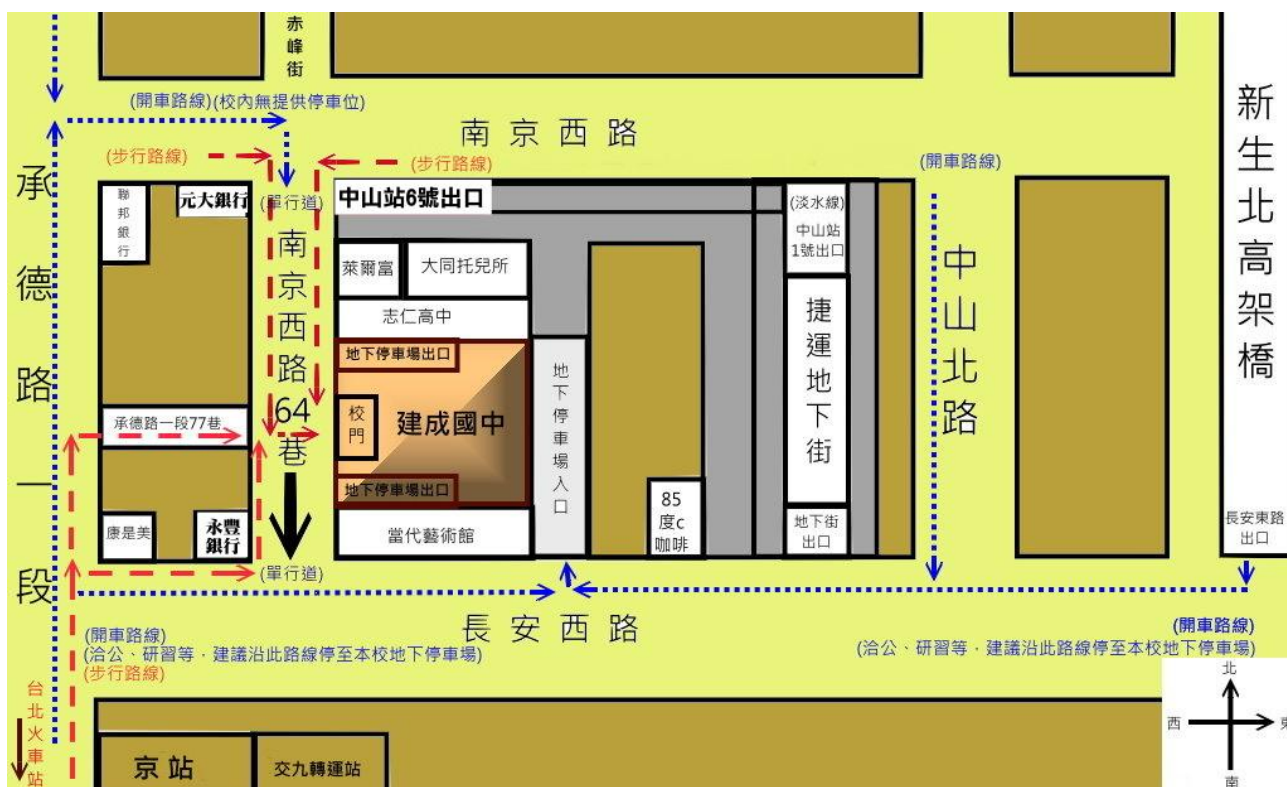 赤峰街
(開車路線)(校內無提供停車位)
南京西路
(步行路線)
(步行路線)
(開車路線)
新生北高架橋
承德路一段
聯邦銀行
元大銀行
(單行道)
中山站6號出口
(淡水線)
中山站
1號出口
南京西路64巷
萊爾富
大同托兒所
志仁高中
地下停車場出口
校門
建成國中
地下停車場出口
當代藝術館
地下停車場入口
捷運地下街
中山北路
承德路一段77巷
康是美
永豐
銀行
(單行道)
85
度c
咖啡
地下街
出口
長安東路
出口
長安西路
(開車路線)
(洽公、研習等，建議沿此路線停至本校地下停車場)
(步行路線)
(開車路線)
(洽公、研習等，建議沿此路線停至本校地下停車場)
台北火車站
京站
交九轉運站
北
西
東
南